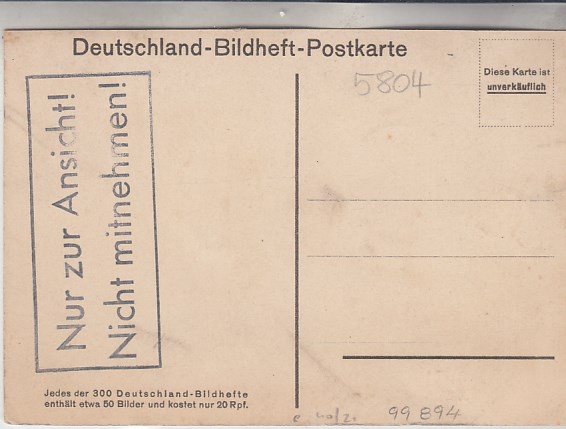 Deutschland-Bildheft-Postkarte
5804
Diese Karte ist
unverkäuflich
Nur zur Ansicht!
Nicht mitnehmen!
Jedes der 300 Deutschland-Bildhefte
enthält etwa 50 Bilder und kostet nur 20 Rpf.
99 894